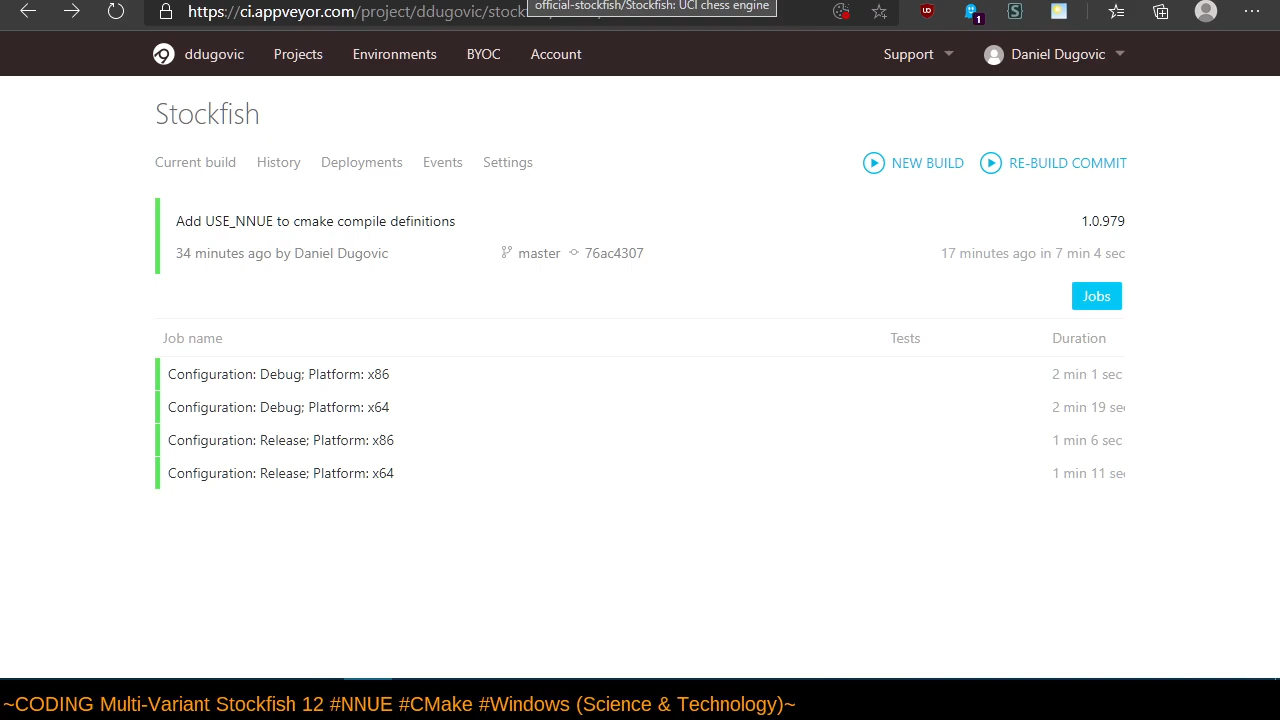 https://ci.appveyor.com/project/ddugovic/stock
official-stockfish/Stockfish: UCI chess engine
1
ddugovic Projects Environments BYOC Account Support Daniel Dugovic
Stockfish
Current build History Deployments Events Settings NEW BUILD RE-BUILD COMMIT
Add USE_NNUE to cmake compile definitions 1.0.979
34 minutes ago by Daniel Dugovic master 76ac4307 17 minutes ago in 7 min 4 sec
Jobs
Job name Tests Duration
Configuration: Debug; Platform: x86 2 min 1 sec
Configuration: Debug; Platform: x64 2 min 19 sec
Configuration: Release; Platform: x86 1 min 6 sec
Configuration: Release; Platform: x64 1 min 11 sec
~CODING Multi-Variant Stockfish 12 #NNUE #CMake #Windows (Science & Technology)~